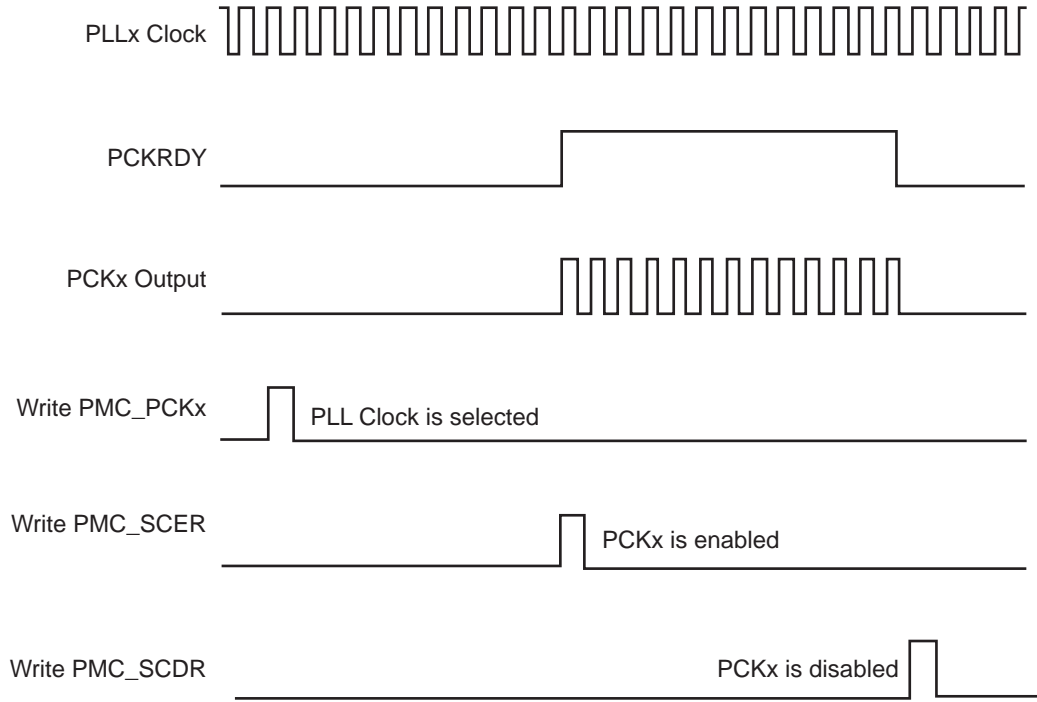 PLLx Clock
PCKRDY
PCKx Output
Write PMC_PCKx
PLL Clock is selected
Write PMC_SCER
PCKx is enabled
Write PMC_SCDR
PCKx is disabled